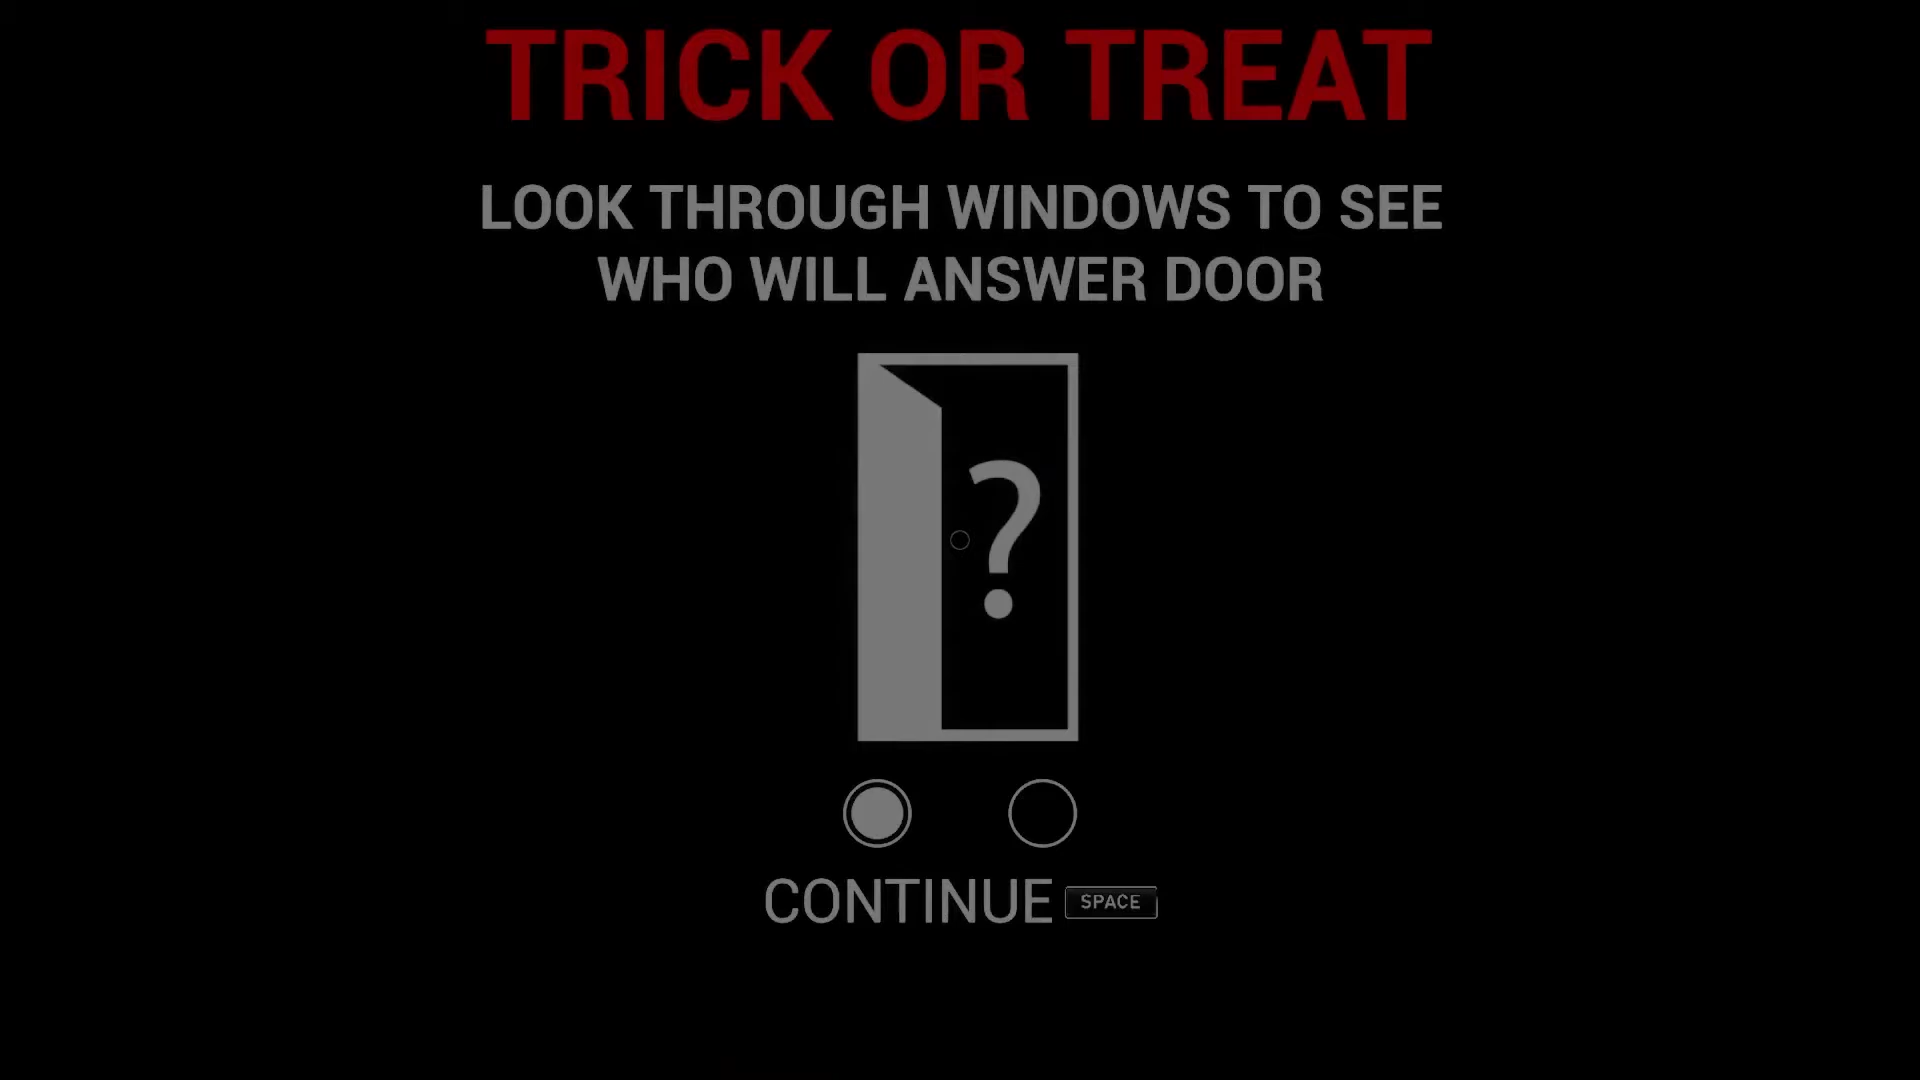 TRICK OR TREAT
LOOK THROUGH WINDOWS TO SEE
WHO WILL ANSWER DOOR
?
CONTINUE SPACE